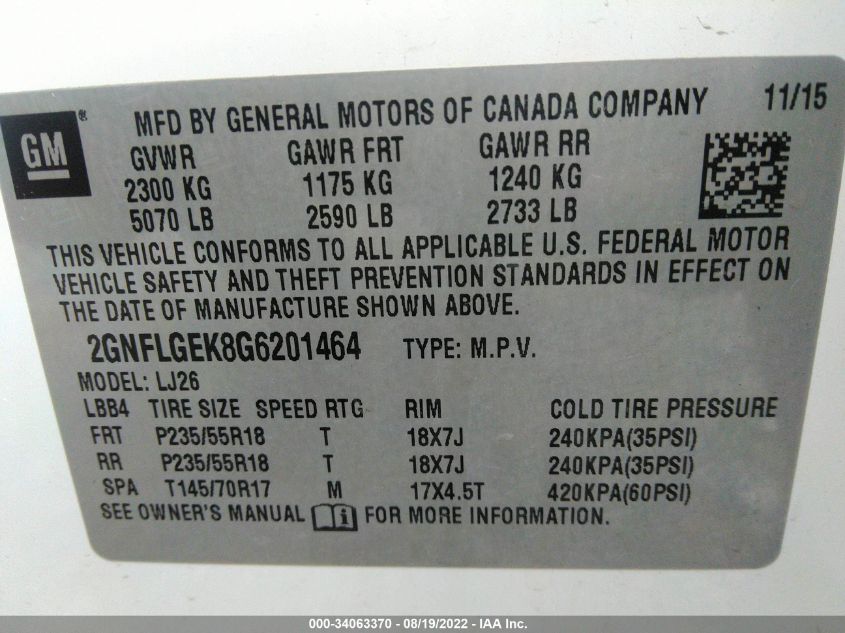 GM ® MFD BY GENERAL MOTORS OF CANADA COMPANY 11/15
GVWR GAWR FRT GAWR RR
2300 KG 1175 KG 1240 KG
5070 LB 2590 LB 2733 LB
THIS VEHICLE CONFORMS TO ALL APPLICABLE U.S. FEDERAL MOTOR
VEHICLE SAFETY AND THEFT PREVENTION STANDARDS IN EFFECT ON
THE DATE OF MANUFACTURE SHOWN ABOVE.
2GNFLGEK8G6201464 TYPE: M.P.V.
MODEL: LJ26
LBB4 TIRE SIZE SPEED RTG RIM COLD TIRE PRESSURE
FRT P235/55R18 T 18X7J 240KPA(35PSI)
RR P235/55R18 T 18X7J 240KPA(35PSI)
SPA T145/70R17 M 17X4.5T 420KPA(60PSI)
SEE OWNER'S MANUAL i FOR MORE INFORMATION.
000-34063370 - 08/19/2022 - IAA Inc.